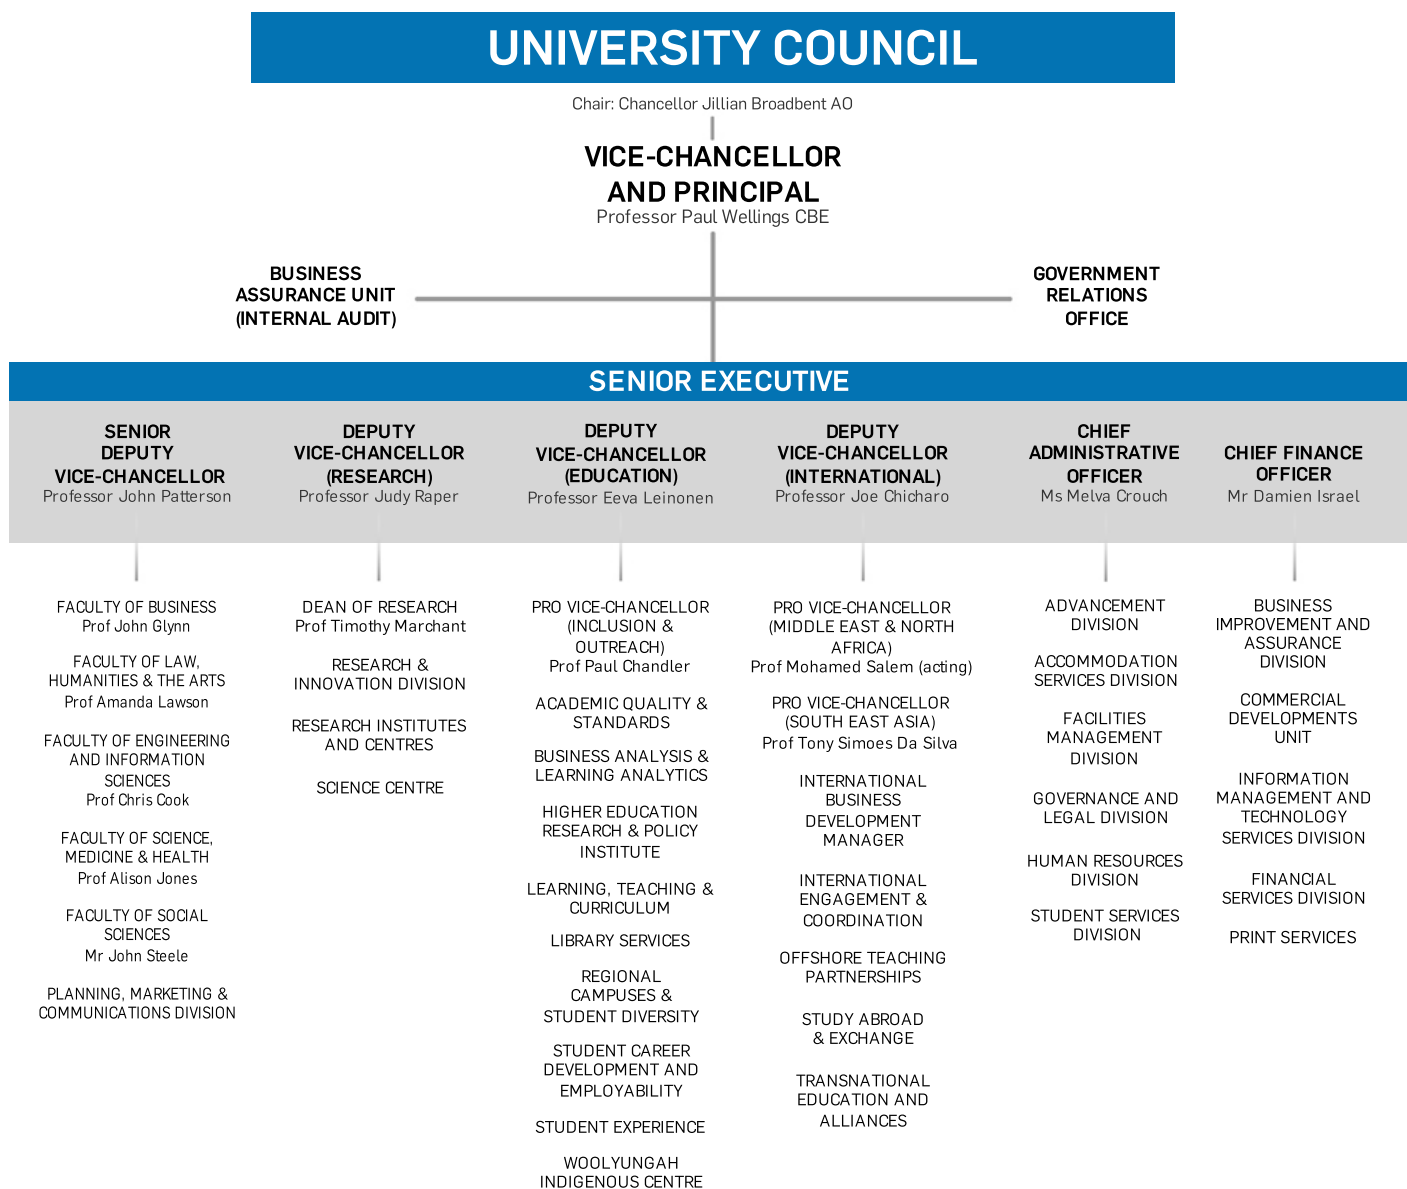 UNIVERSITY COUNCIL
Chair: Chancellor Jillian Broadbent AO
VICE-CHANCELLOR
AND PRINCIPAL
Professor Paul Wellings CBE
BUSINESS
ASSURANCE UNIT
(INTERNAL AUDIT)
GOVERNMENT
RELATIONS
OFFICE
SENIOR EXECUTIVE
SENIOR
DEPUTY
VICE-CHANCELLOR
Professor John Patterson
FACULTY OF BUSINESS
Prof John Glynn
FACULTY OF LAW,
HUMANITIES & THE ARTS
Prof Amanda Lawson
FACULTY OF ENGINEERING
AND INFORMATION
SCIENCES
Prof Chris Cook
FACULTY OF SCIENCE,
MEDICINE & HEALTH
Prof Alison Jones
FACULTY OF SOCIAL
SCIENCES
Mr John Steele
PLANNING, MARKETING &
COMMUNICATIONS DIVISION
DEPUTY
VICE-CHANCELLOR
(RESEARCH)
Professor Judy Raper
DEAN OF RESEARCH
Prof Timothy Marchant
RESEARCH &
INNOVATION DIVISION
RESEARCH INSTITUTES
AND CENTRES
SCIENCE CENTRE
DEPUTY
VICE-CHANCELLOR
(EDUCATION)
Professor Eeva Leinonen
PRO VICE-CHANCELLOR
(INCLUSION &
OUTREACH)
Prof Paul Chandler
ACADEMIC QUALITY &
STANDARDS
BUSINESS ANALYSIS &
LEARNING ANALYTICS
HIGHER EDUCATION
RESEARCH & POLICY
INSTITUTE
LEARNING, TEACHING &
CURRICULUM
LIBRARY SERVICES
REGIONAL
CAMPUSES &
STUDENT DIVERSITY
STUDENT CAREER
DEVELOPMENT AND
EMPLOYABILITY
STUDENT EXPERIENCE
WOOLYUNGAH
INDIGENOUS CENTRE
DEPUTY
VICE-CHANCELLOR
(INTERNATIONAL)
Professor Joe Chicharo
PRO VICE-CHANCELLOR
(MIDDLE EAST & NORTH
AFRICA)
Prof Mohamed Salem (acting)
PRO VICE-CHANCELLOR
(SOUTH EAST ASIA)
Prof Tony Simoes Da Silva
INTERNATIONAL
BUSINESS
DEVELOPMENT
MANAGER
INTERNATIONAL
ENGAGEMENT &
COORDINATION
OFFSHORE TEACHING
PARTNERSHIPS
STUDY ABROAD
& EXCHANGE
TRANSNATIONAL
EDUCATION AND
ALLIANCES
CHIEF
ADMINISTRATIVE
OFFICER
Ms Melva Crouch
ADVANCEMENT
DIVISION
ACCOMMODATION
SERVICES DIVISION
FACILITIES
MANAGEMENT
DIVISION
GOVERNANCE AND
LEGAL DIVISION
HUMAN RESOURCES
DIVISION
STUDENT SERVICES
DIVISION
CHIEF FINANCE
OFFICER
Mr Damien Israel
BUSINESS
IMPROVEMENT AND
ASSURANCE
DIVISION
COMMERCIAL
DEVELOPMENTS
UNIT
INFORMATION
MANAGEMENT AND
TECHNOLOGY
SERVICES DIVISION
FINANCIAL
SERVICES DIVISION
PRINT SERVICES